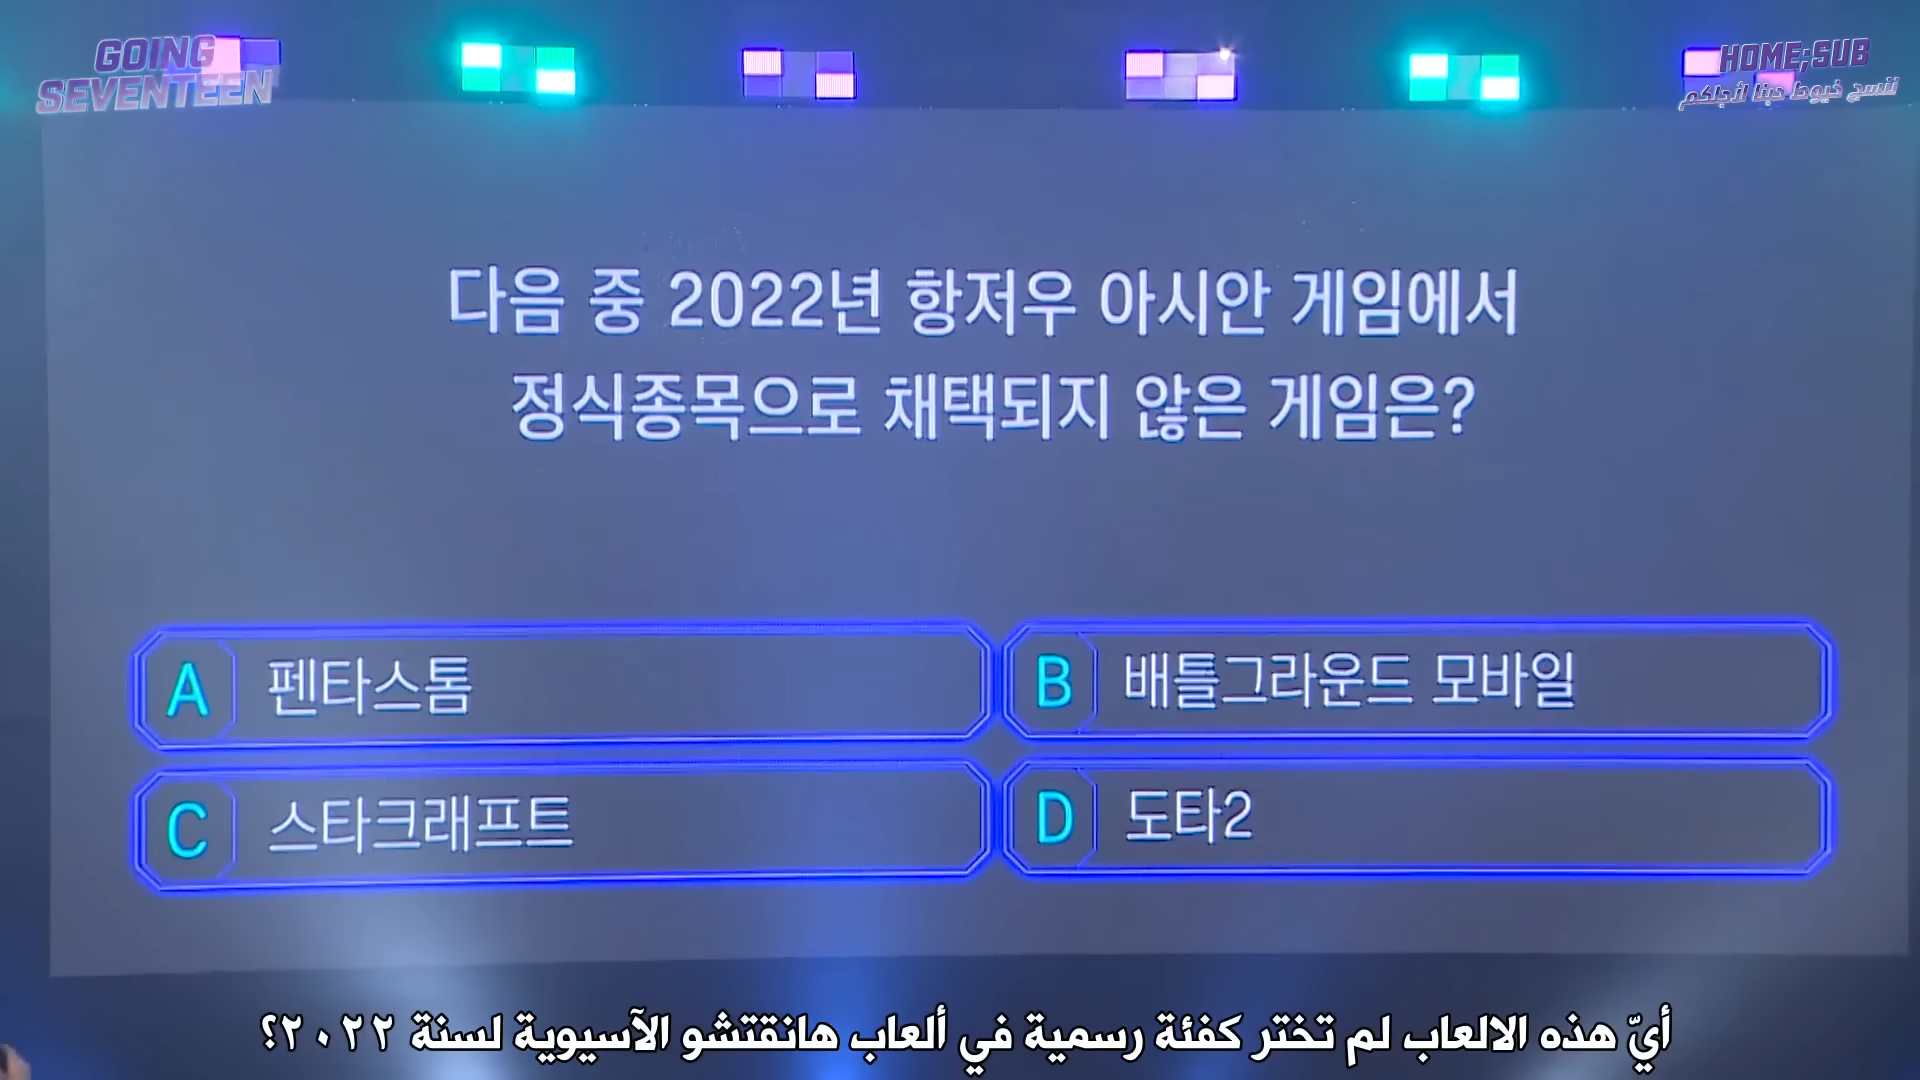 GOING
SEVENTEEN
HOME;SUB
ننسج خيوط حبنا لأجلكم
다음 중 2022년 항저우 아시안 게임에서
정식종목으로 채택되지 않은 게임은?
A 펜타스톰
B 배틀그라운드 모바일
C 스타크래프트
D 도타2
أيّ هذه الالعاب لم تختر كفئة رسمية في ألعاب هانقتشو الآسيوية لسنة ٢٠٢٢؟